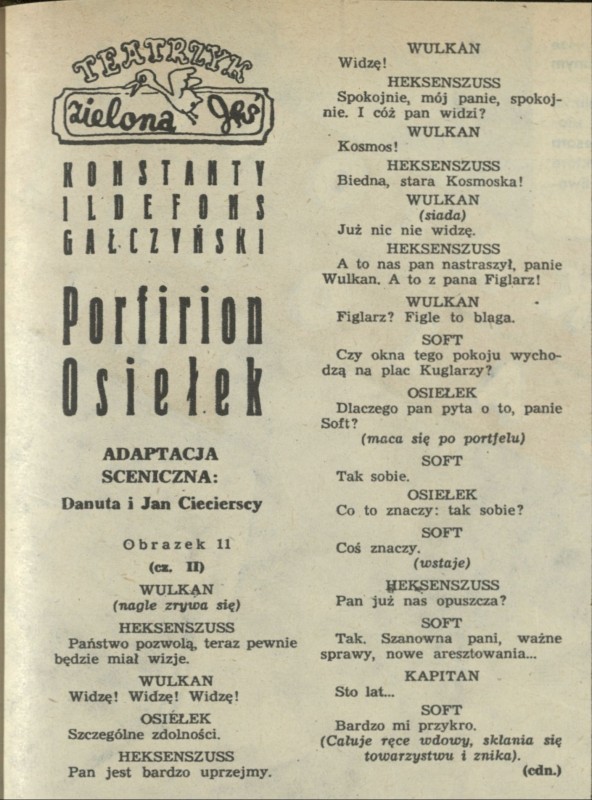 TEATRZYK
zielona gęś
KONSTANTY
ILDEFONS
GAŁCZYŃSKI
Porfirion
Osiełek
ADAPTACJA
SCENICZNA:
Danuta i Jan Ciecierscy
Obrazek 11
(cz. II)
WULKAN
(nagle zrywa się)
HEKSENSZUSS
Państwo pozwolą, teraz pewnie
będzie miał wizje.
WULKAN
Widzę! Widzę! Widzę!
OSIEŁEK
Szczególne zdolności.
HEKSENSZUSS
Pan jest bardzo uprzejmy.
WULKAN
Widzę!
HEKSENSZUSS
Spokojnie, mój panie, spokoj-
nie. I cóż pan widzi?
WULKAN
Kosmos!
HEKSENSZUSS
Biedna, stara Kosmoska!
WULKAN
(siada)
Już nic nie widzę.
HEKSENSZUSS
A to nas pan nastraszył, panie
Wulkan. A to z pana Figlarz!
WULKAN
Figlarz? Figle to blaga.
SOFT
Czy okna tego pokoju wycho-
dzą na plac Kuglarzy?
OSIEŁEK
Dlaczego pan pyta o to, panie
Soft?
(maca się po portfelu)
SOFT
Tak sobie.
OSIEŁEK
Co to znaczy: tak sobie?
SOFT
Coś znaczy.
(wstaje)
HEKSENSZUSS
Pan już nas opuszcza?
SOFT
Tak. Szanowna pani, ważne
sprawy, nowe aresztowania...
KAPITAN
Sto lat...
SOFT
Bardzo mi przykro.
(Całuje ręce wdowy, skłania się
towarzystwu i znika).
(cdn.)